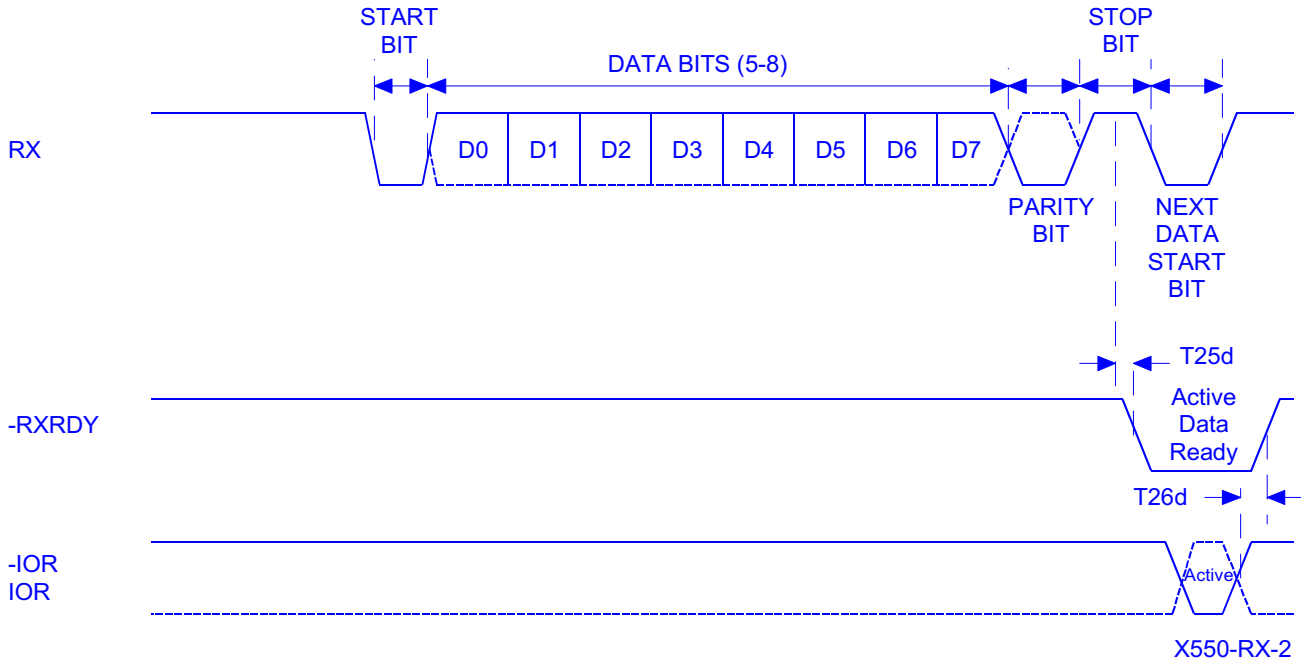 START
BIT
STOP
BIT
DATA BITS (5-8)
RX
D0 D1 D2 D3 D4 D5 D6 D7
PARITY
BIT
NEXT
DATA
START
BIT
T25d
-RXRDY
Active
Data
Ready
T26d
-IOR
IOR
Active
X550-RX-2